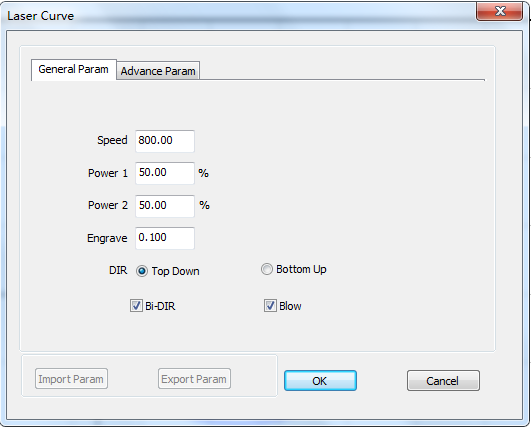 Laser Curve
General Param Advance Param
Speed 800.00
Power 1 50.00 %
Power 2 50.00 %
Engrave 0.100
DIR Top Down Bottom Up
Bi-DIR Blow
Import Param Export Param OK Cancel